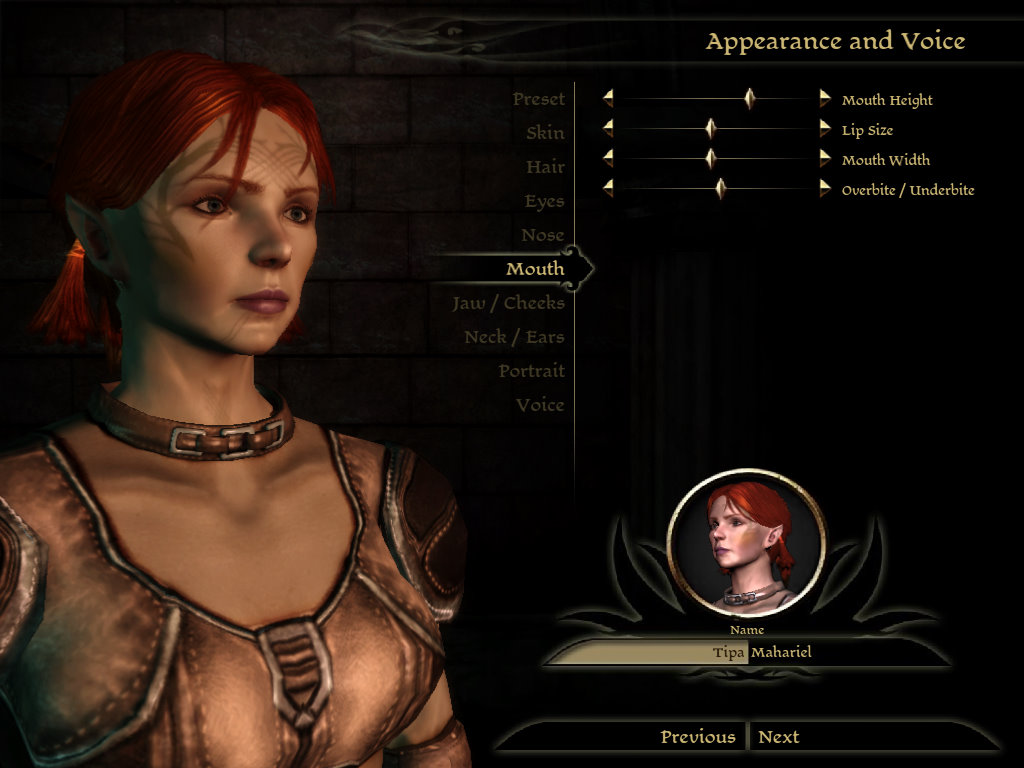 Appearance and Voice
Preset
Skin
Hair
Eyes
Nose
Mouth
Jaw / Cheeks
Neck / Ears
Portrait
Voice
Mouth Height
Lip Size
Mouth Width
Overbite / Underbite
Name
Tipa Mahariel
Previous Next